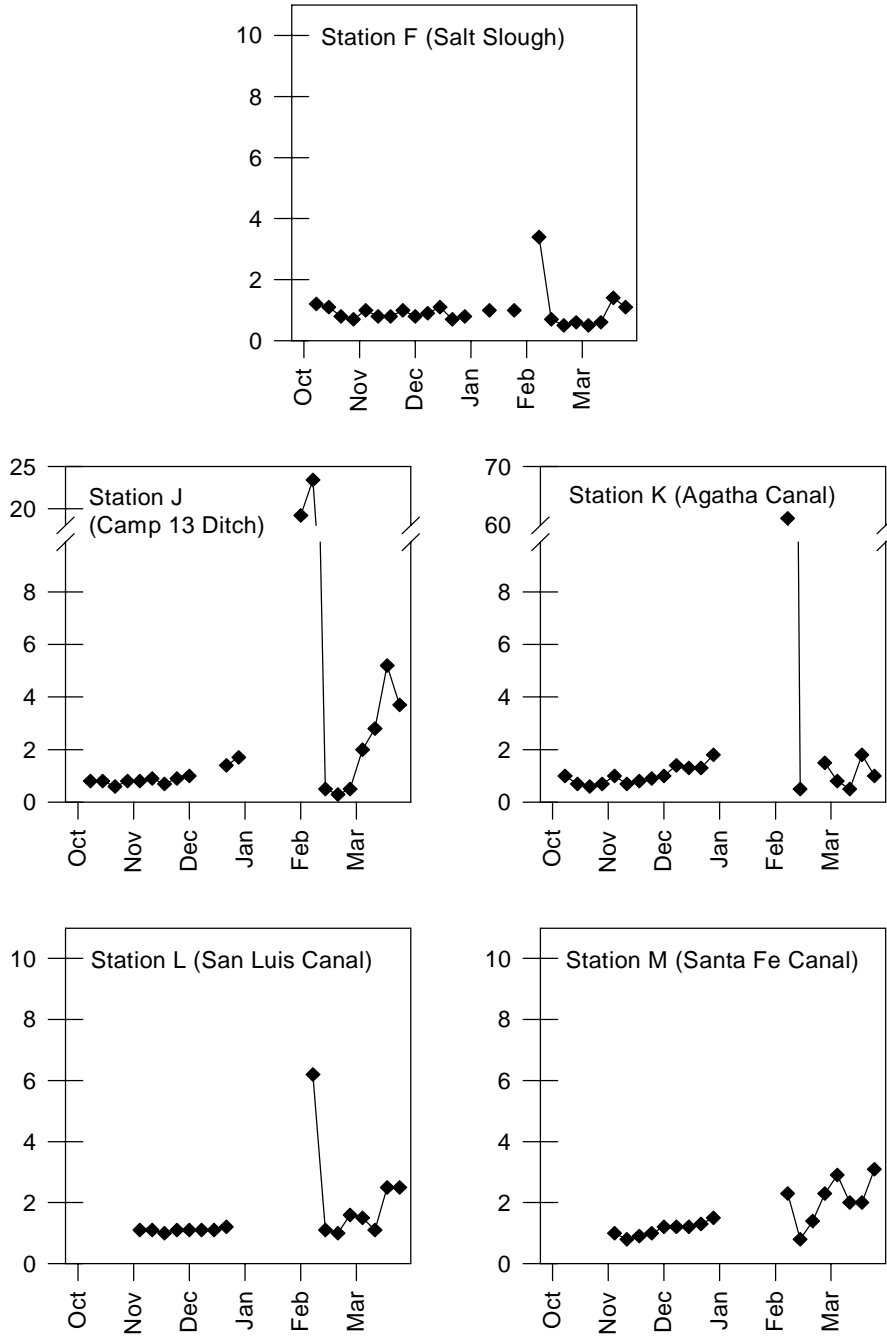 Station F (Salt Slough)
10
8
6
4
2
0
Oct
Nov
Dec
Jan
Feb
Mar
Station J
(Camp 13 Ditch)
25
20
8
6
4
2
0
Oct
Nov
Dec
Jan
Feb
Mar
Station K (Agatha Canal)
70
60
8
6
4
2
0
Oct
Nov
Dec
Jan
Feb
Mar
Station L (San Luis Canal)
10
8
6
4
2
0
Oct
Nov
Dec
Jan
Feb
Mar
Station M (Santa Fe Canal)
10
8
6
4
2
0
Oct
Nov
Dec
Jan
Feb
Mar